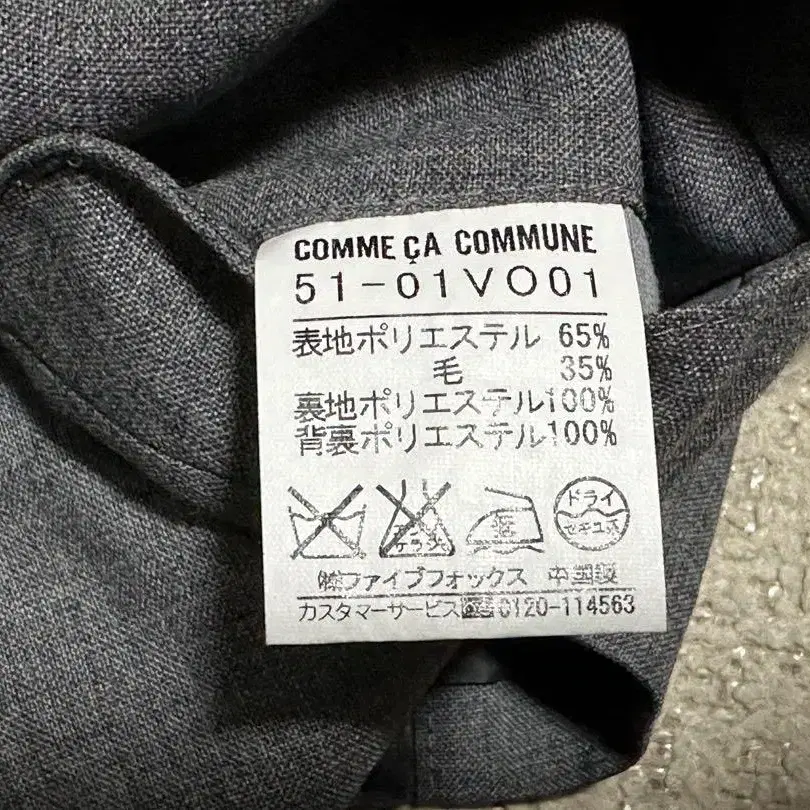 COMME ÇA COMMUNE
51-01VO01
表地ポリエステル 65%
毛 35%
裏地ポリエステル100%
背裏ポリエステル100%
ドライ
セキユ系
㈱ファイブフォックス 中国製
カスタマーサービス 0120-114563